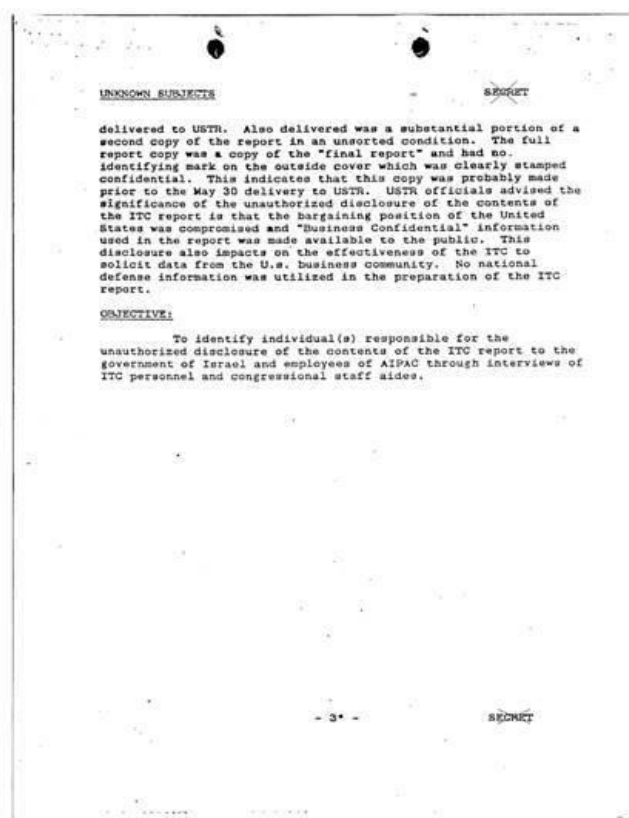 UNKNOWN SUBJECTS SECRET
delivered to USTR. Also delivered was a substantial portion of a
second copy of the report in an unsorted condition. The full
report copy was a copy of the "final report" and had no.
identifying mark on the outside cover which was clearly stamped
confidential. This indicates that this copy was probably made
prior to the May 30 delivery to USTR. USTR officials advised the
significance of the unauthorized disclosure of the contents of
the ITC report is that the bargaining position of the United
States was compromised and "Business Confidential" information
used in the report was made available to the public. This
disclosure also impacts on the effectiveness of the ITC to
solicit data from the U.s. business community. No national
defense information was utilized in the preparation of the ITC
report.
OBJECTIVE:
To identify individual(s) responsible for the
unauthorized disclosure of the contents of the ITC report to the
government of Israel and employees of AIPAC through interviews of
ITC personnel and congressional staff aides.
- 3* - SECRET